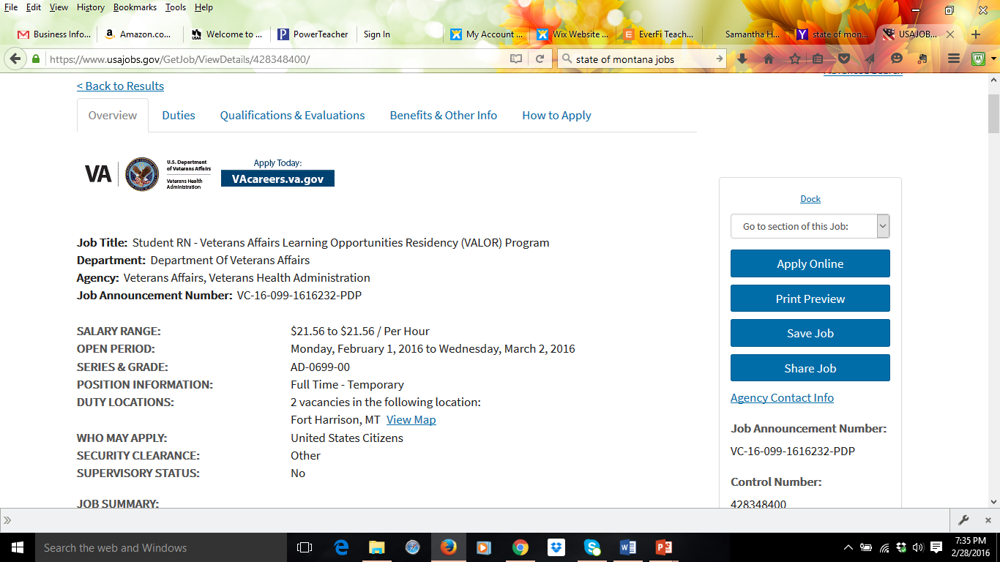 File Edit View History Bookmarks Tools Help
Business Info... Amazon.co... Welcome to ... PowerTeacher Sign In My Account ... Wix Website ... EverFi Teach... Samantha H... state of mon... USAJOB...
https://www.usajobs.gov/GetJob/ViewDetails/428348400/ state of montana jobs
< Back to Results
Overview Duties Qualifications & Evaluations Benefits & Other Info How to Apply
VA U.S. Department
of Veterans Affairs
Veterans Health
Administration
Apply Today:
VAcareers.va.gov
Job Title: Student RN - Veterans Affairs Learning Opportunities Residency (VALOR) Program
Department: Department Of Veterans Affairs
Agency: Veterans Affairs, Veterans Health Administration
Job Announcement Number: VC-16-099-1616232-PDP
SALARY RANGE: $21.56 to $21.56 / Per Hour
OPEN PERIOD: Monday, February 1, 2016 to Wednesday, March 2, 2016
SERIES & GRADE: AD-0699-00
POSITION INFORMATION: Full Time - Temporary
DUTY LOCATIONS: 2 vacancies in the following location:
Fort Harrison, MT View Map
WHO MAY APPLY: United States Citizens
SECURITY CLEARANCE: Other
SUPERVISORY STATUS: No
JOB SUMMARY:
Dock
Go to section of this Job:
Apply Online
Print Preview
Save Job
Share Job
Agency Contact Info
Job Announcement Number:
VC-16-099-1616232-PDP
Control Number:
428348400
Search the web and Windows
7:35 PM
2/28/2016